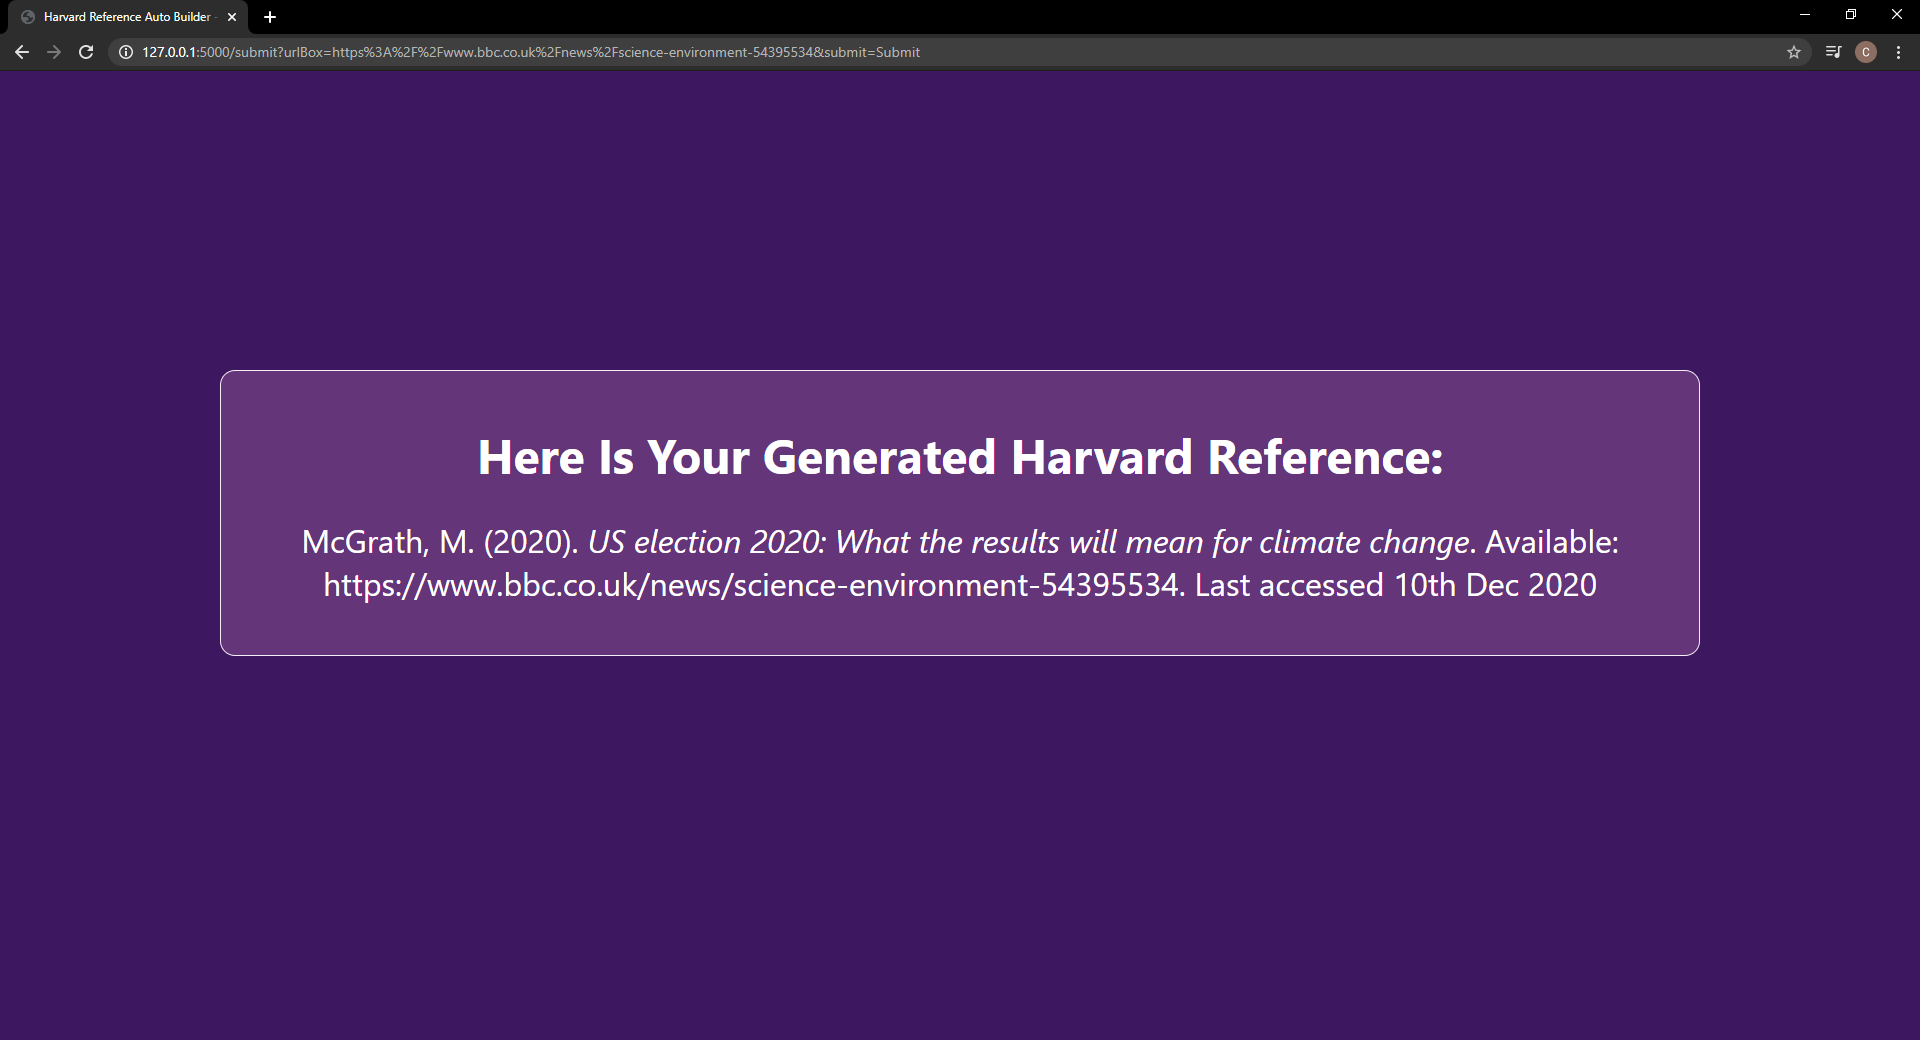 Harvard Reference Auto Builder -
127.0.0.1:5000/submit?urlBox=https%3A%2F%2Fwww.bbc.co.uk%2Fnews%2Fscience-environment-54395534&submit=Submit
C
Here Is Your Generated Harvard Reference:
McGrath, M. (2020). US election 2020: What the results will mean for climate change. Available:
https://www.bbc.co.uk/news/science-environment-54395534. Last accessed 10th Dec 2020